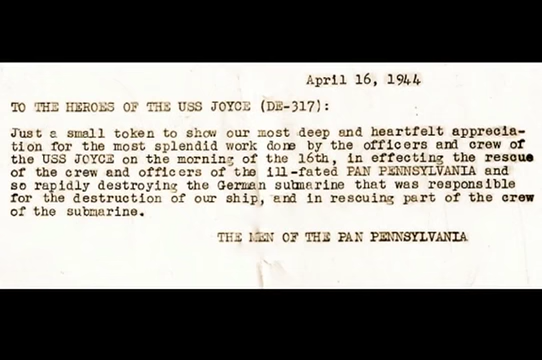 April 16, 1944
TO THE HEROES OF THE USS JOYCE (DE-317):
Just a small token to show our most deep and heartfelt apprecia-
tion for the most splendid work done by the officers and crew of
the USS JOYCE on the morning of the 16th, in effecting the rescue
of the crew and officers of the ill-fated PAN PENNSYLVANIA and
so rapidly destroying the German submarine that was responsible
for the destruction of our ship, and in rescuing part of the crew
of the submarine.
THE MEN OF THE PAN PENNSYLVANIA